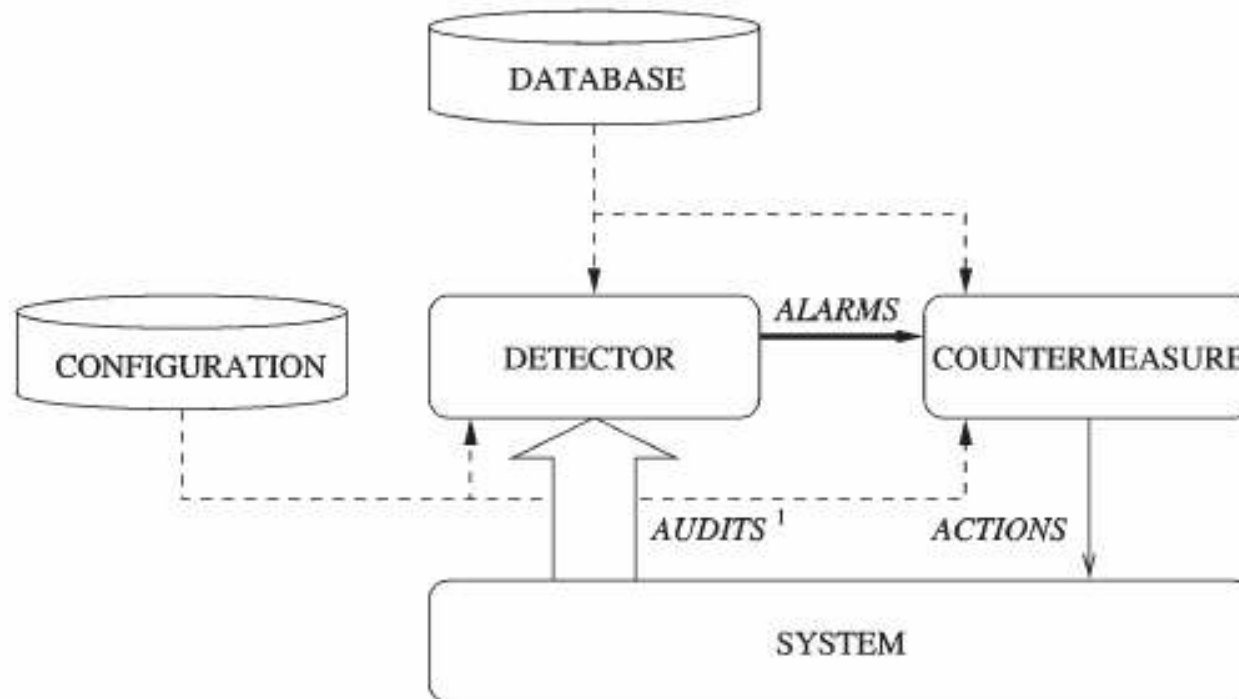 DATABASE
ALARMS
CONFIGURATION
DETECTOR
COUNTERMEASURE
AUDITS 1
ACTIONS
SYSTEM